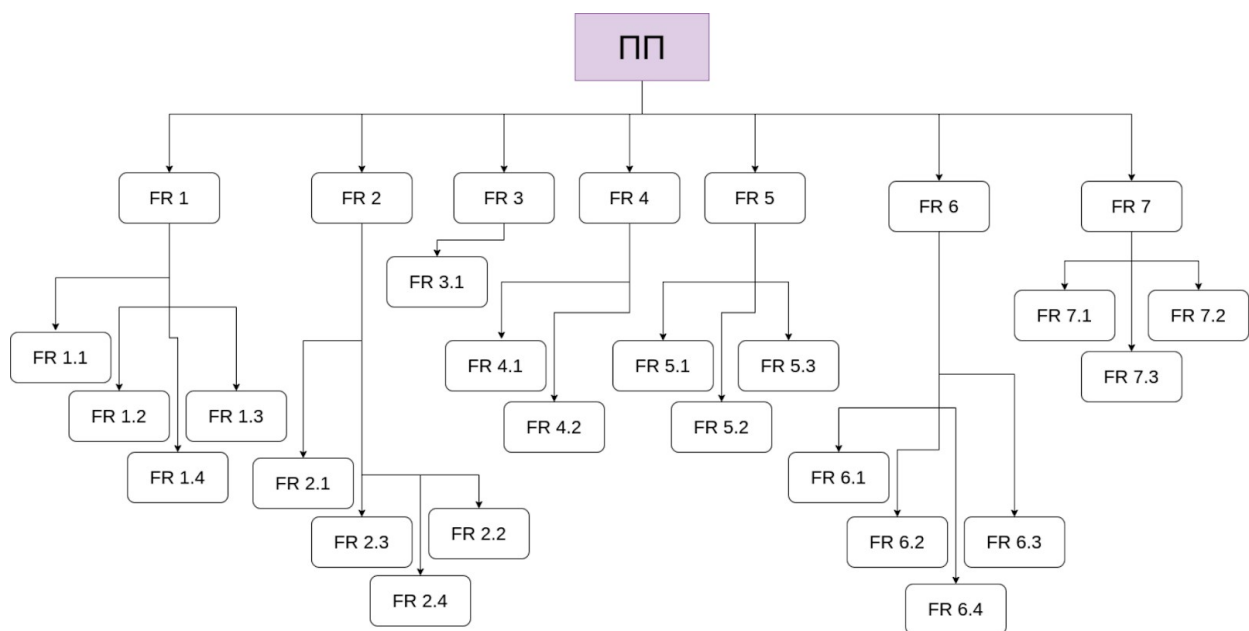 ПП
FR 1
FR 2
FR 3
FR 4
FR 5
FR 6
FR 7
FR 1.1
FR 1.2
FR 1.3
FR 1.4
FR 2.1
FR 2.3
FR 2.2
FR 2.4
FR 3.1
FR 4.1
FR 4.2
FR 5.1
FR 5.3
FR 5.2
FR 6.1
FR 6.2
FR 6.3
FR 6.4
FR 7.1
FR 7.2
FR 7.3